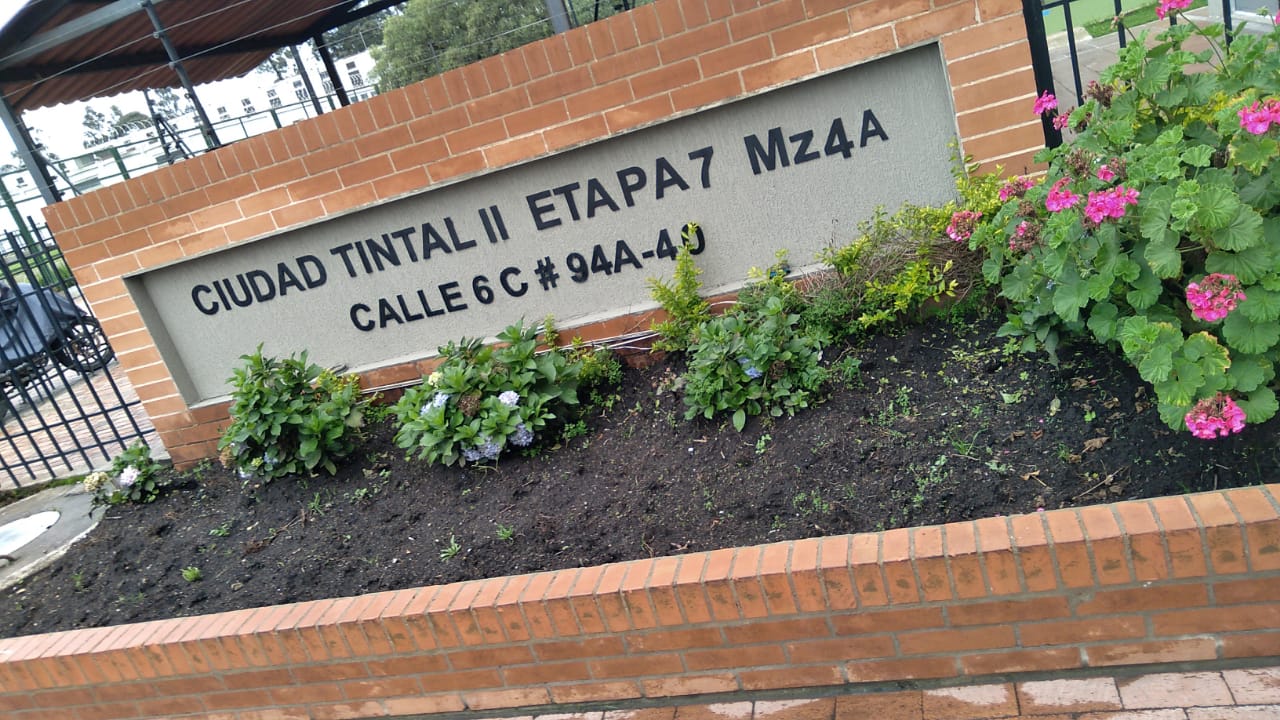 CIUDAD TINTAL II ETAPA 7 Mz4A
CALLE 6 C # 94A-40